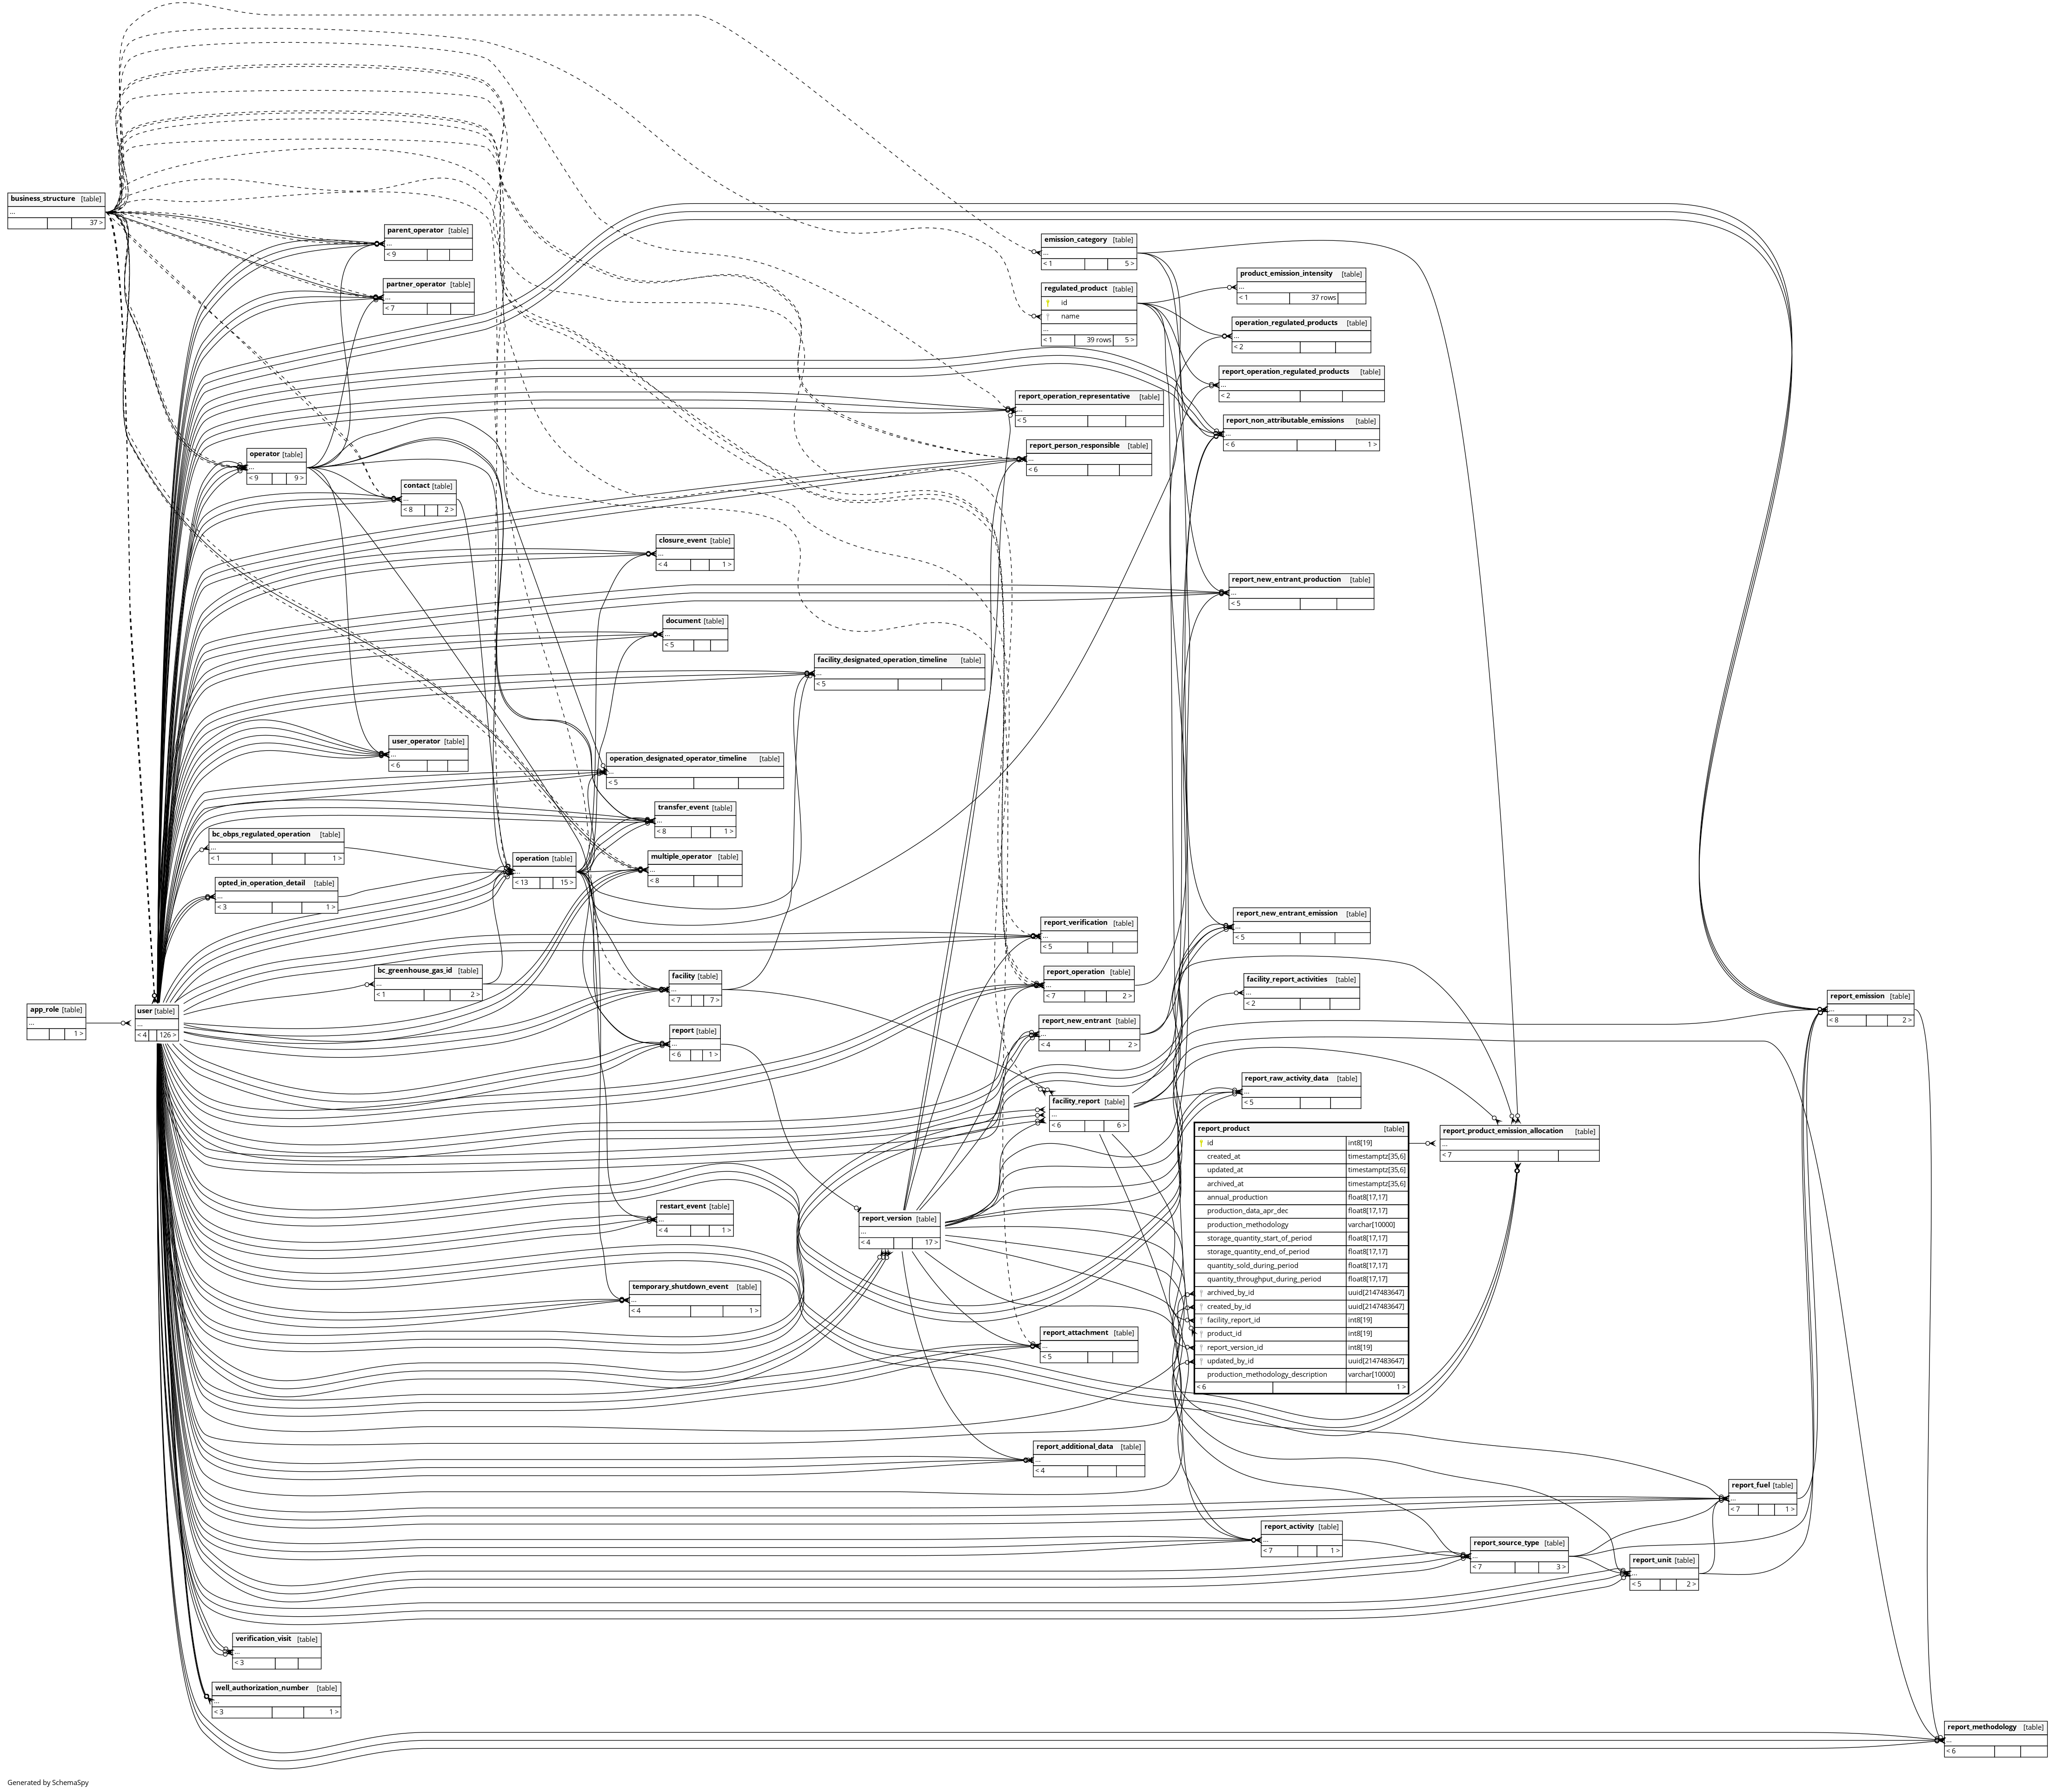 business_structure [table]
...
37 >
parent_operator [table]
...
< 9
partner_operator [table]
...
< 7
emission_category [table]
...
< 1 5 >
product_emission_intensity [table]
...
< 1 37 rows
regulated_product [table]
id
name
...
< 1 39 rows 5 >
operation_regulated_products [table]
...
< 2
report_operation_regulated_products [table]
...
< 2
report_operation_representative [table]
...
< 5
report_non_attributable_emissions [table]
...
< 6 1 >
report_person_responsible [table]
...
< 6
operator [table]
...
< 9 9 >
contact [table]
...
< 8 2 >
closure_event [table]
...
< 4 1 >
report_new_entrant_production [table]
...
< 5
document [table]
...
< 5
facility_designated_operation_timeline [table]
...
< 5
user_operator [table]
...
< 6
operation_designated_operator_timeline [table]
...
< 5
transfer_event [table]
...
< 8 1 >
bc_obps_regulated_operation [table]
...
< 1 1 >
operation [table]
...
< 13 15 >
multiple_operator [table]
...
< 8
opted_in_operation_detail [table]
...
< 3 1 >
report_new_entrant_emission [table]
...
< 5
report_verification [table]
...
< 5
bc_greenhouse_gas_id [table]
...
< 1 2 >
facility [table]
...
< 7 7 >
report_operation [table]
...
< 7 2 >
facility_report_activities [table]
...
< 2
report_emission [table]
...
< 8 2 >
app_role [table]
...
1 >
user [table]
...
< 4 126 >
report [table]
...
< 6 1 >
report_new_entrant [table]
...
< 4 2 >
report_raw_activity_data [table]
...
< 5
facility_report [table]
...
< 6 6 >
report_product [table]
id int8[19]
created_at timestamptz[35,6]
updated_at timestamptz[35,6]
archived_at timestamptz[35,6]
annual_production float8[17,17]
production_data_apr_dec float8[17,17]
production_methodology varchar[10000]
storage_quantity_start_of_period float8[17,17]
storage_quantity_end_of_period float8[17,17]
quantity_sold_during_period float8[17,17]
quantity_throughput_during_period float8[17,17]
archived_by_id uuid[2147483647]
created_by_id uuid[2147483647]
facility_report_id int8[19]
product_id int8[19]
report_version_id int8[19]
updated_by_id uuid[2147483647]
production_methodology_description varchar[10000]
< 6 1 >
report_product_emission_allocation [table]
...
< 7
restart_event [table]
...
< 4 1 >
report_version [table]
...
< 4 17 >
temporary_shutdown_event [table]
...
< 4 1 >
report_attachment [table]
...
< 5
report_additional_data [table]
...
< 4
report_fuel [table]
...
< 7 1 >
report_activity [table]
...
< 7 1 >
report_source_type [table]
...
< 7 3 >
report_unit [table]
...
< 5 2 >
verification_visit [table]
...
< 3
well_authorization_number [table]
...
< 3 1 >
report_methodology [table]
...
< 6
Generated by SchemaSpy